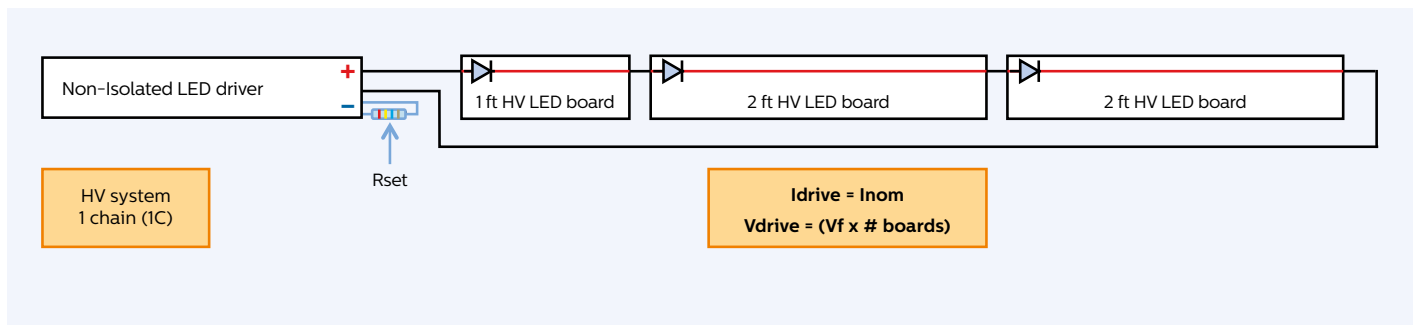 Non-Isolated LED driver
+
−
1 ft HV LED board
2 ft HV LED board
2 ft HV LED board
Rset
HV system
1 chain (1C)
Idrive = Inom
Vdrive = (Vf x # boards)